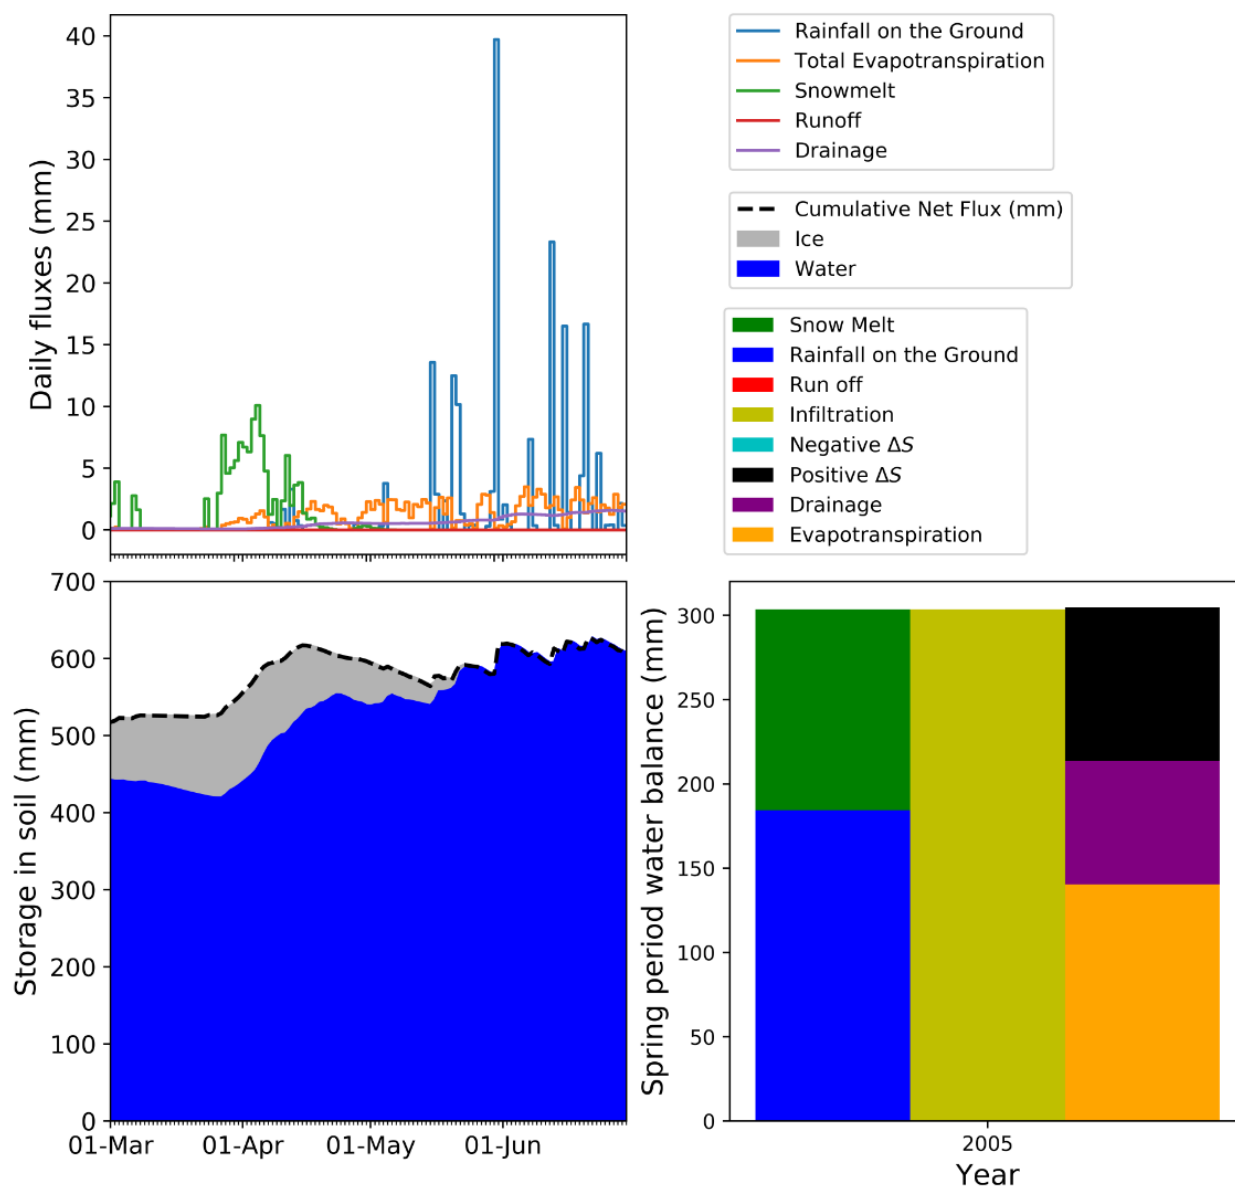 Daily fluxes (mm)
40
35
30
25
20
15
10
5
0
Rainfall on the Ground
Total Evapotranspiration
Snowmelt
Runoff
Drainage
Cumulative Net Flux (mm)
Ice
Water
Snow Melt
Rainfall on the Ground
Run off
Infiltration
Negative ΔS
Positive ΔS
Drainage
Evapotranspiration
Storage in soil (mm)
700
600
500
400
300
200
100
0
01-Mar 01-Apr 01-May 01-Jun
Spring period water balance (mm)
300
250
200
150
100
50
0
2005
Year